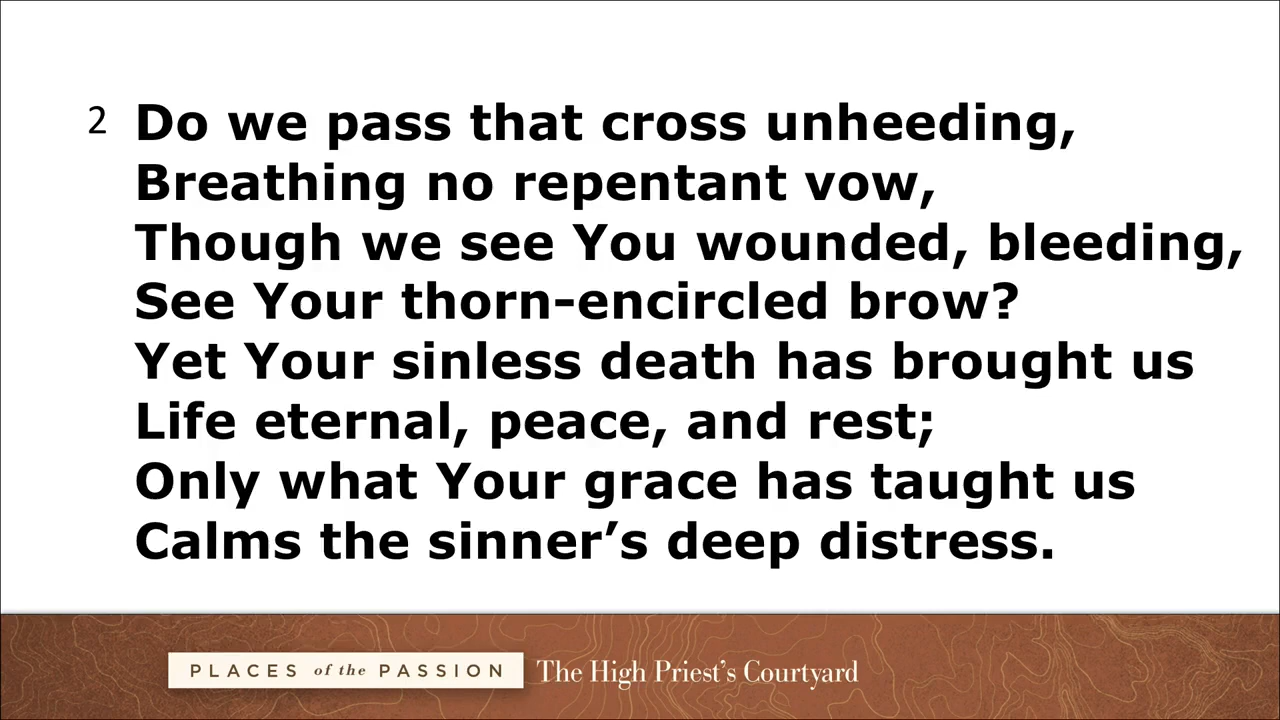 2 Do we pass that cross unheeding,
Breathing no repentant vow,
Though we see You wounded, bleeding,
See Your thorn-encircled brow?
Yet Your sinless death has brought us
Life eternal, peace, and rest;
Only what Your grace has taught us
Calms the sinner’s deep distress.
PLACES of the PASSION The High Priest’s Courtyard